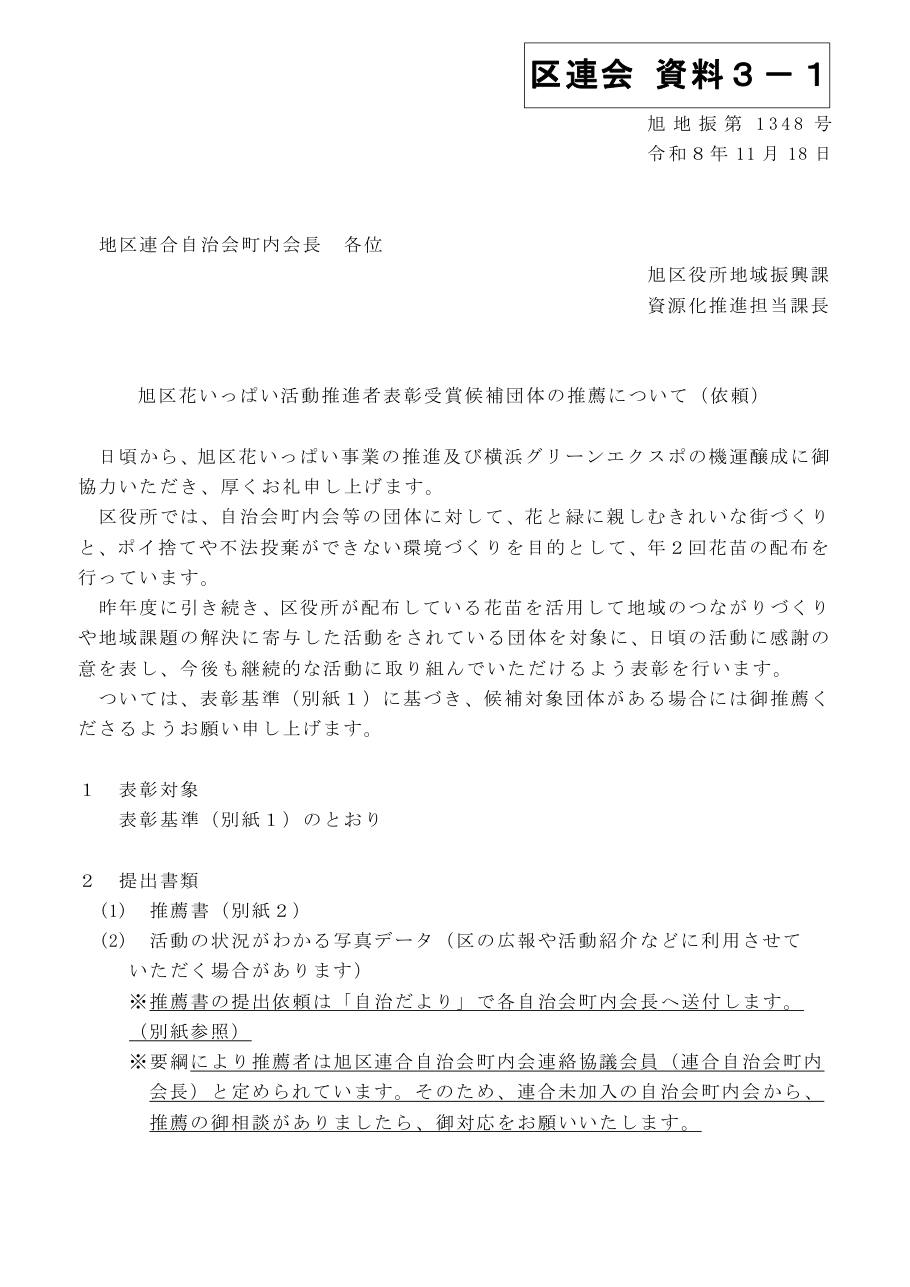 区連会 資料３－１
旭地振第1348号
令和８年11月18日
地区連合自治会町内会長　各位
旭区役所地域振興課
資源化推進担当課長
旭区花いっぱい活動推進者表彰受賞候補団体の推薦について（依頼）
日頃から、旭区花いっぱい事業の推進及び横浜グリーンエクスポの機運醸成に御
協力いただき、厚くお礼申し上げます。
区役所では、自治会町内会等の団体に対して、花と緑に親しむきれいな街づくり
と、ポイ捨てや不法投棄ができない環境づくりを目的として、年２回花苗の配布を
行っています。
昨年度に引き続き、区役所が配布している花苗を活用して地域のつながりづくり
や地域課題の解決に寄与した活動をされている団体を対象に、日頃の活動に感謝の
意を表し、今後も継続的な活動に取り組んでいただけるよう表彰を行います。
ついては、表彰基準（別紙１）に基づき、候補対象団体がある場合には御推薦く
ださるようお願い申し上げます。
１　表彰対象
表彰基準（別紙１）のとおり
２　提出書類
(1)　推薦書（別紙２）
(2)　活動の状況がわかる写真データ（区の広報や活動紹介などに利用させて
いただく場合があります）
※推薦書の提出依頼は「自治だより」で各自治会町内会長へ送付します。
（別紙参照）
※要綱により推薦者は旭区連合自治会町内会連絡協議会員（連合自治会町内
会長）と定められています。そのため、連合未加入の自治会町内会から、
推薦の御相談がありましたら、御対応をお願いいたします。